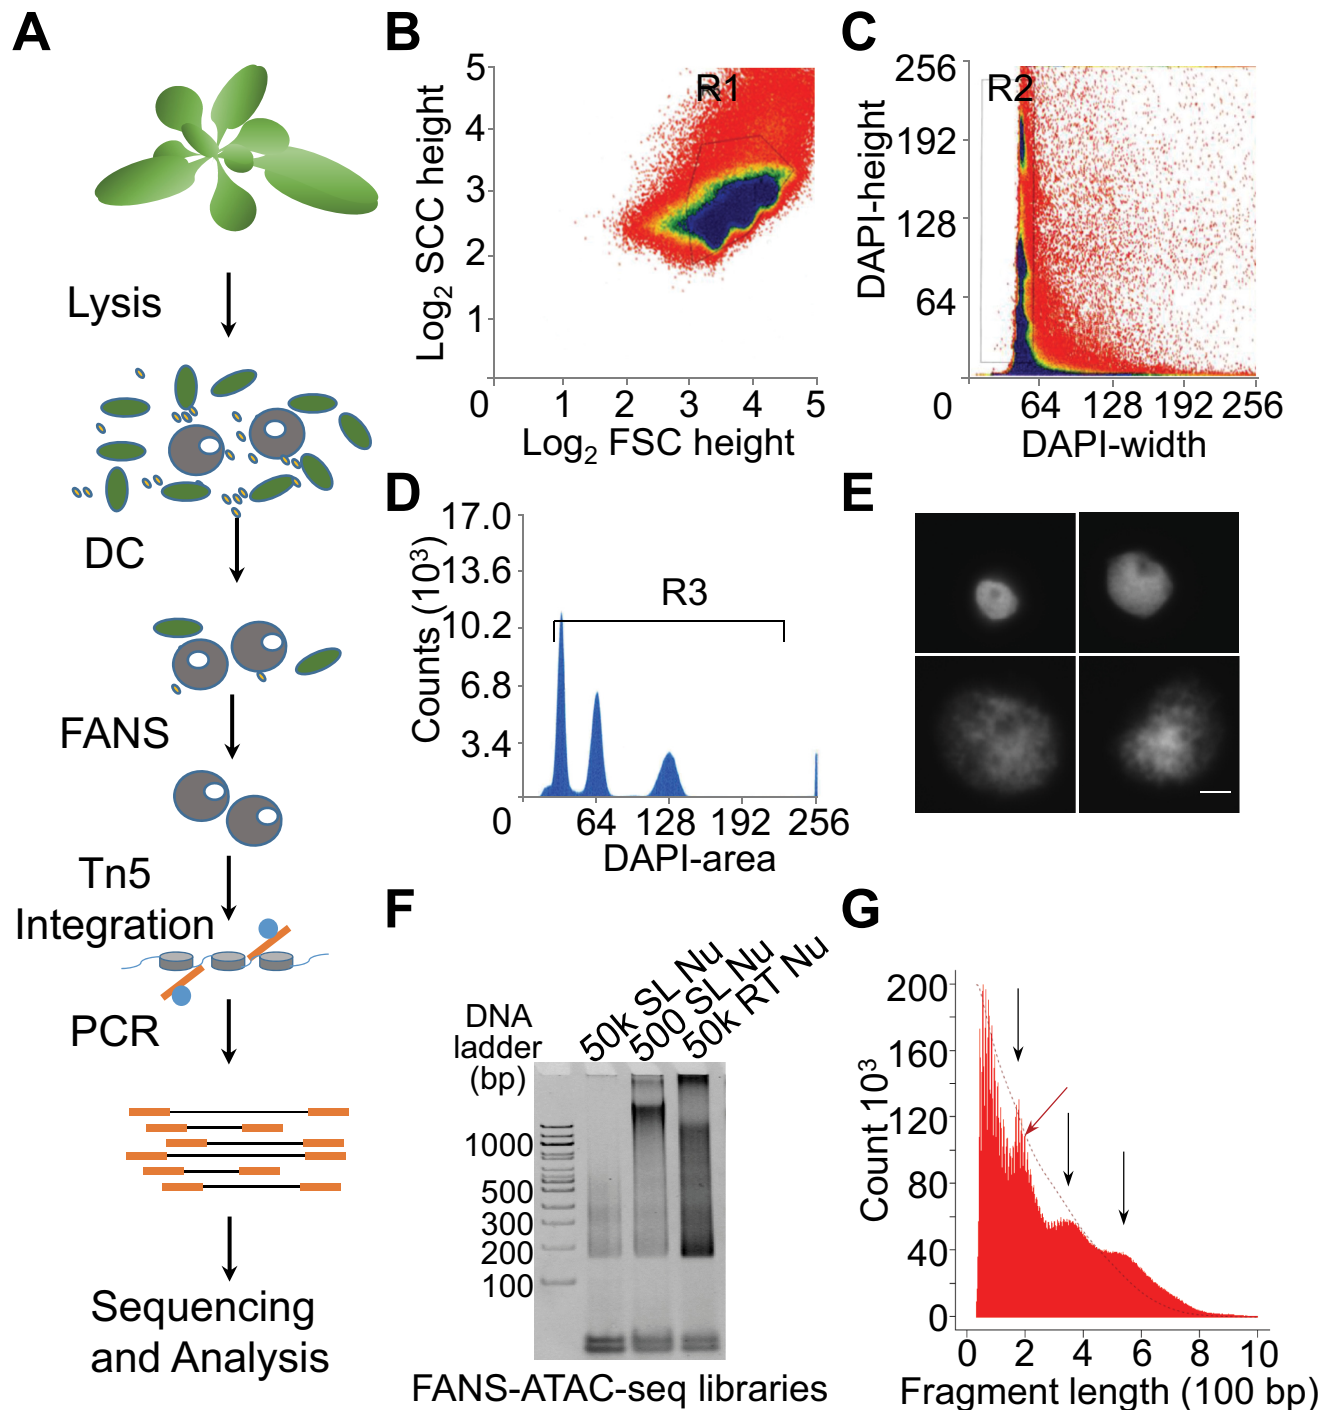 A
Lysis
DC
FANS
Tn5
Integration
PCR
Sequencing
and Analysis
B
5
4
3
2
1
0
1
2
3
4
5
Log2 SCC height
Log2 FSC height
R1
C
256
192
128
64
0
64
128
192
256
DAPI-height
DAPI-width
R2
D
17.0
13.6
10.2
6.8
3.4
0
64
128
192
256
Counts (10³)
DAPI-area
R3
E
F
DNA
ladder
(bp)
50k SL Nu
500 SL Nu
50k RT Nu
1000
500
300
200
100
FANS-ATAC-seq libraries
G
200
160
120
80
40
0
0
2
4
6
8
10
Count 10³
Fragment length (100 bp)